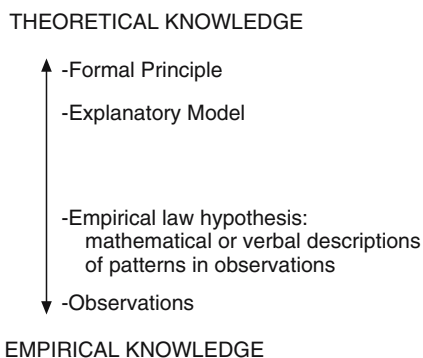 THEORETICAL KNOWLEDGE
-Formal Principle
-Explanatory Model
-Empirical law hypothesis:
mathematical or verbal descriptions
of patterns in observations
-Observations
EMPIRICAL KNOWLEDGE